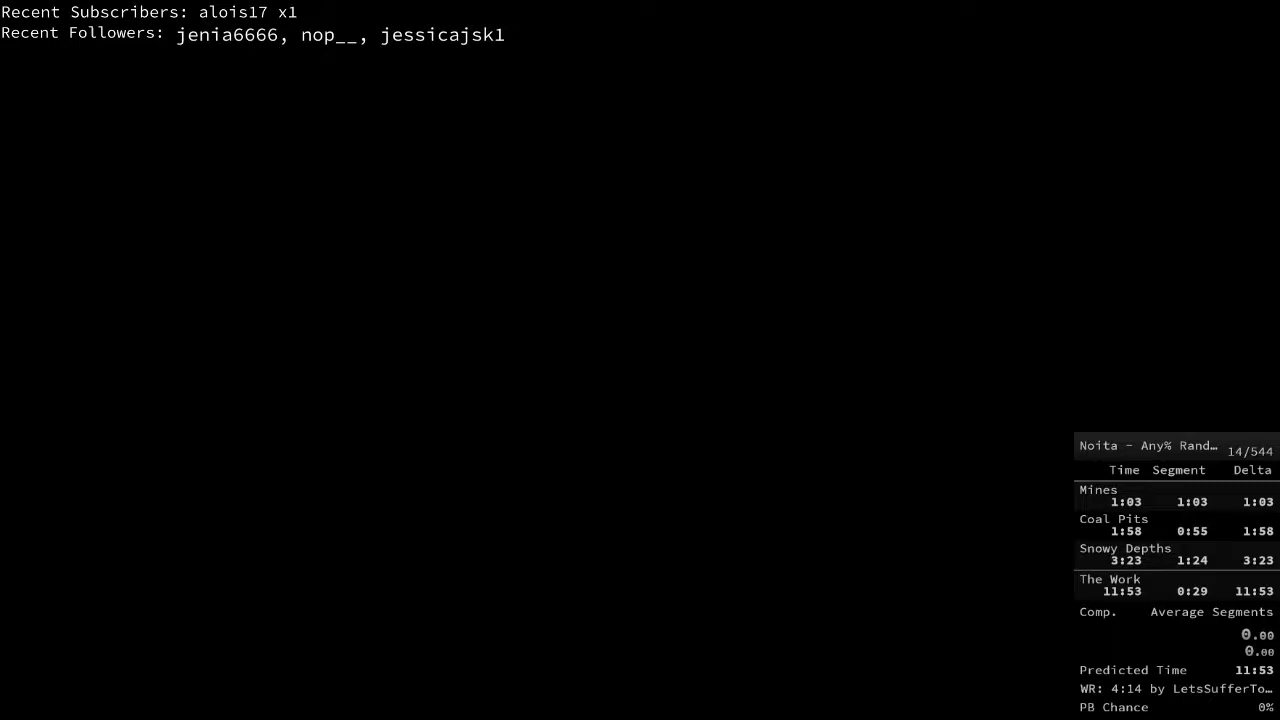 Recent Subscribers: alois17 x1
Recent Followers: jenia6666, nop__, jessicajsk1
Noita - Any% Rand… 14/544
Time Segment Delta
Mines
1:03 1:03 1:03
Coal Pits
1:58 0:55 1:58
Snowy Depths
3:23 1:24 3:23
The Work
11:53 0:29 11:53
Comp. Average Segments
0.00
0.00
Predicted Time 11:53
WR: 4:14 by LetsSufferTo…
PB Chance 0%